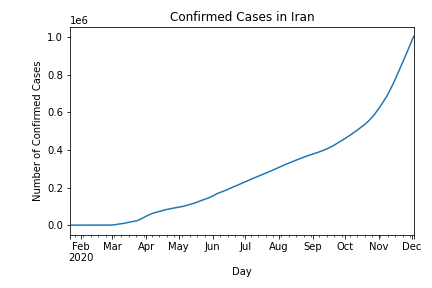 Confirmed Cases in Iran
1e6
1.0
0.8
0.6
0.4
0.2
0.0
Number of Confirmed Cases
Feb Mar Apr May Jun Jul Aug Sep Oct Nov Dec
2020
Day